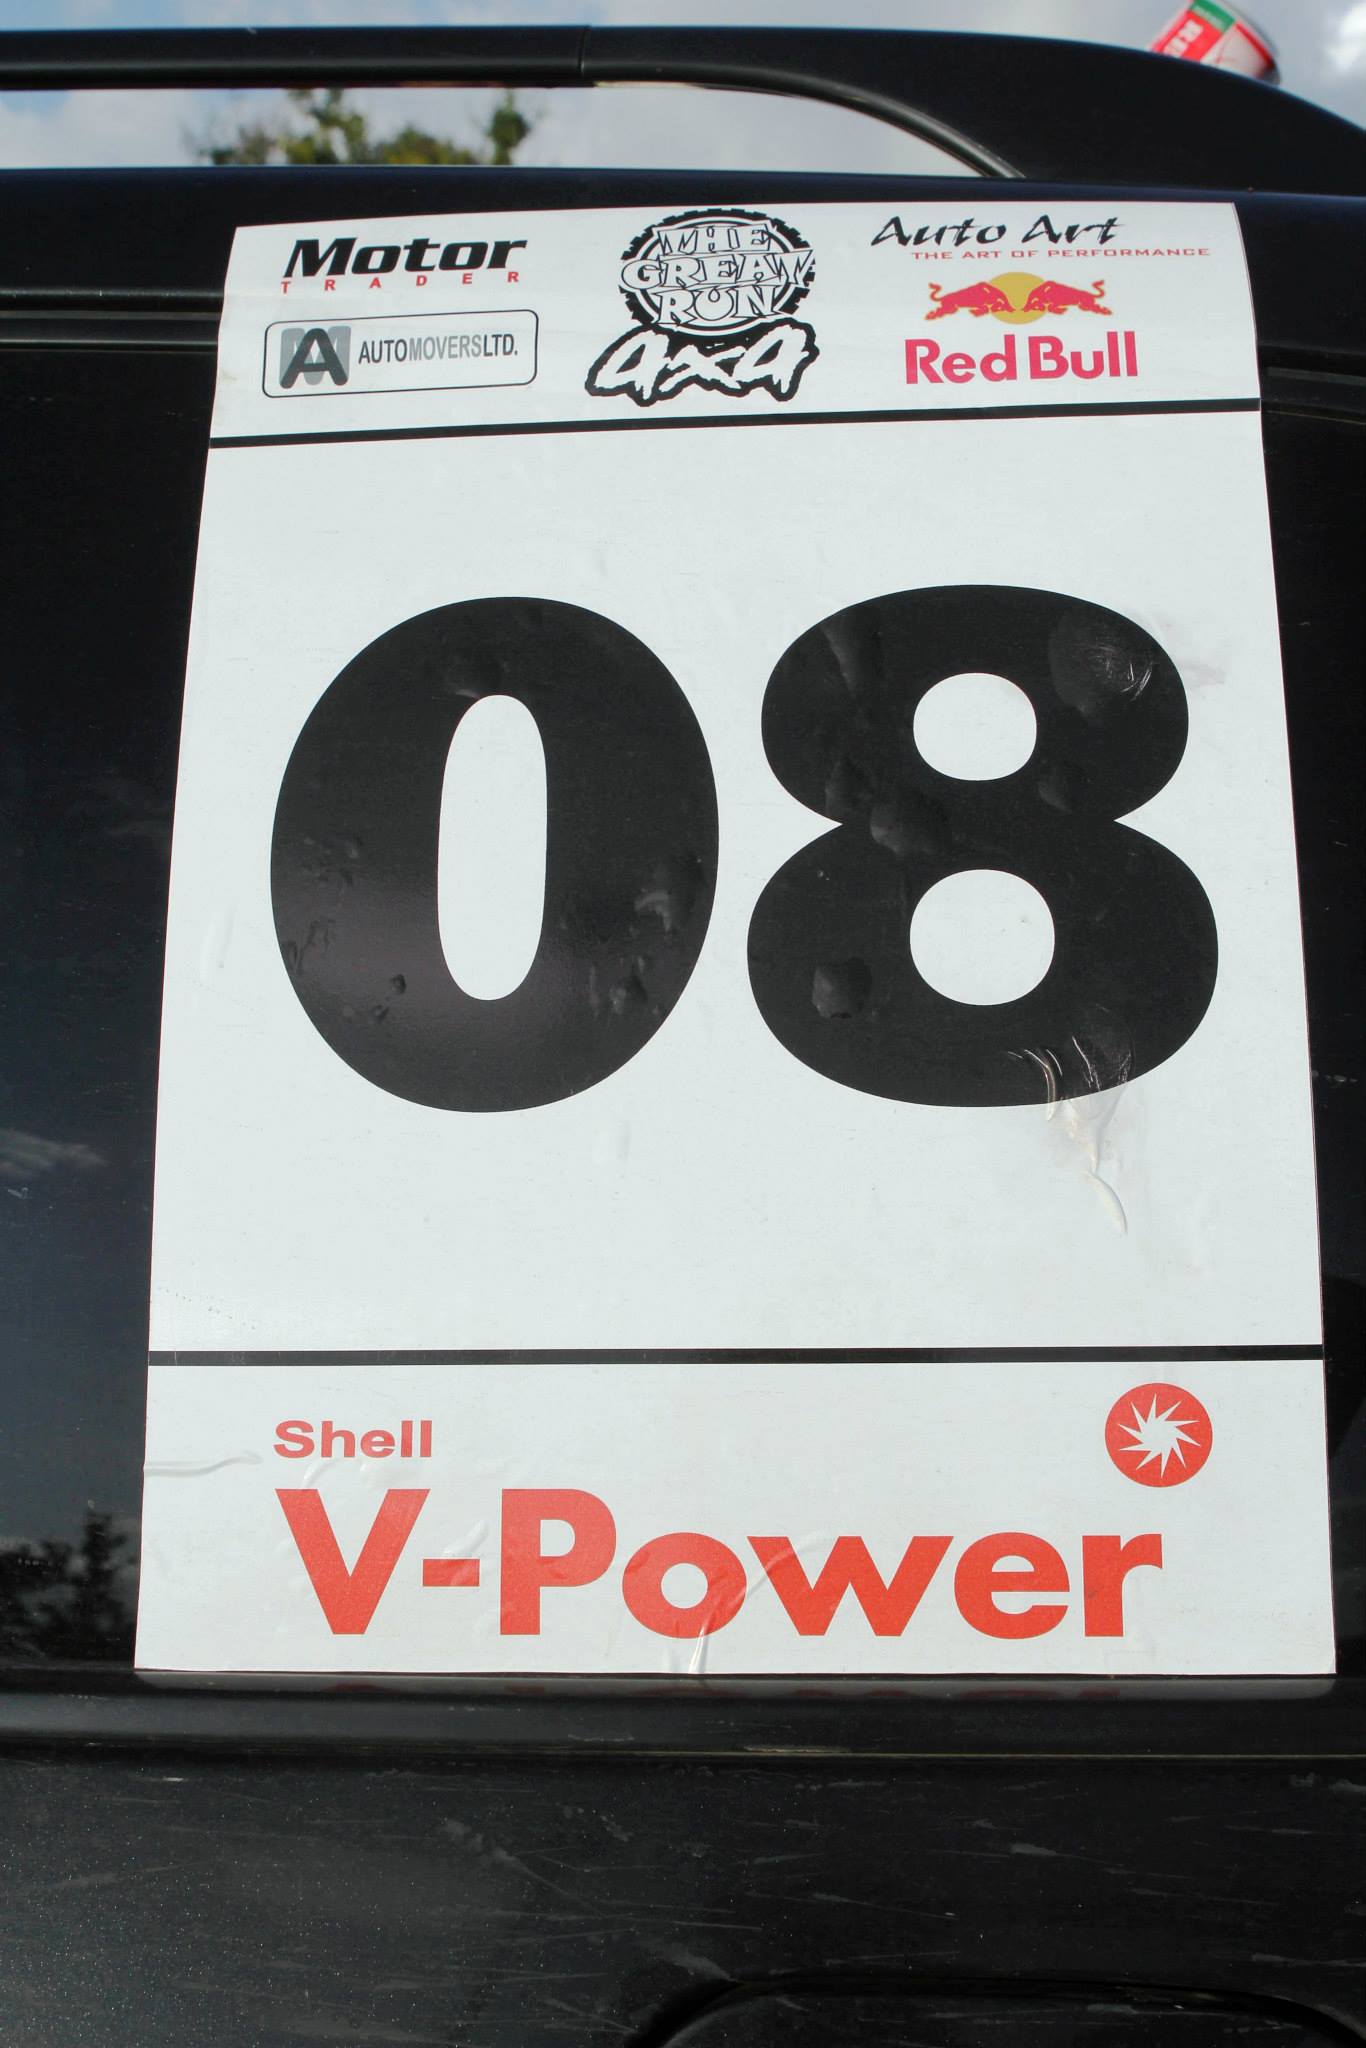 Motor
TRADER
AUTOMOVERSLTD.
THE
GREAT
RUN
4x4
Auto Art
THE ART OF PERFORMANCE
Red Bull
08
Shell
V-Power